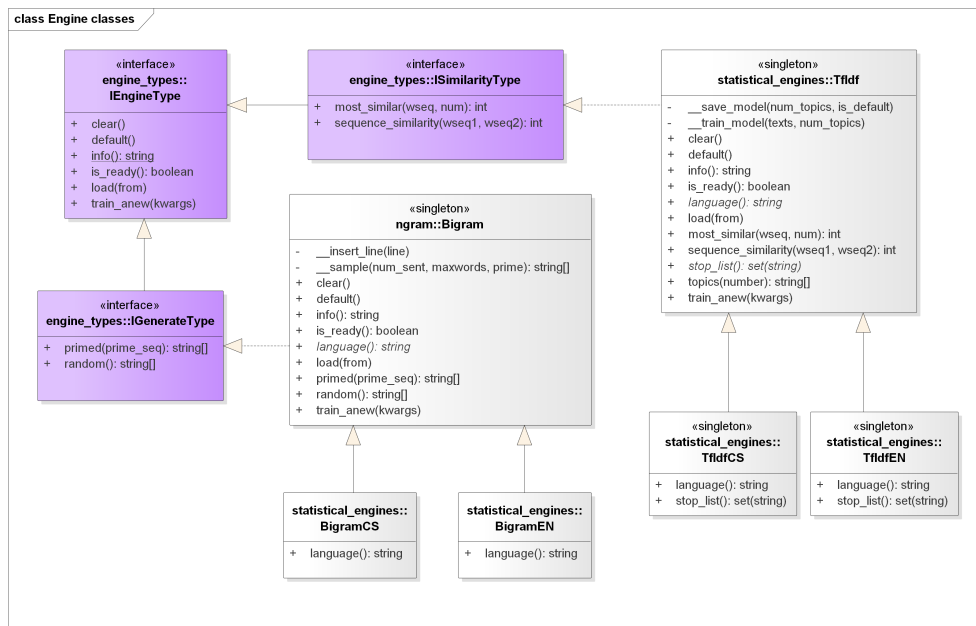 class Engine classes
«interface»
engine_types::
IEngineType
+ clear()
+ default()
+ info(): string
+ is_ready(): boolean
+ load(from)
+ train_anew(kwargs)
«interface»
engine_types::ISimilarityType
+ most_similar(wseq, num): int
+ sequence_similarity(wseq1, wseq2): int
«singleton»
statistical_engines::TfIdf
- __save_model(num_topics, is_default)
- __train_model(texts, num_topics)
+ clear()
+ default()
+ info(): string
+ is_ready(): boolean
+ language(): string
+ load(from)
+ most_similar(wseq, num): int
+ sequence_similarity(wseq1, wseq2): int
+ stop_list(): set(string)
+ topics(number): string[]
+ train_anew(kwargs)
«singleton»
ngram::Bigram
- __insert_line(line)
- __sample(num_sent, maxwords, prime): string[]
+ clear()
+ default()
+ info(): string
+ is_ready(): boolean
+ language(): string
+ load(from)
+ primed(prime_seq): string[]
+ random(): string[]
+ train_anew(kwargs)
«interface»
engine_types::IGenerateType
+ primed(prime_seq): string[]
+ random(): string[]
«singleton»
statistical_engines::
TfIdfCS
+ language(): string
+ stop_list(): set(string)
«singleton»
statistical_engines::
TfIdfEN
+ language(): string
+ stop_list(): set(string)
statistical_engines::
BigramCS
+ language(): string
statistical_engines::
BigramEN
+ language(): string